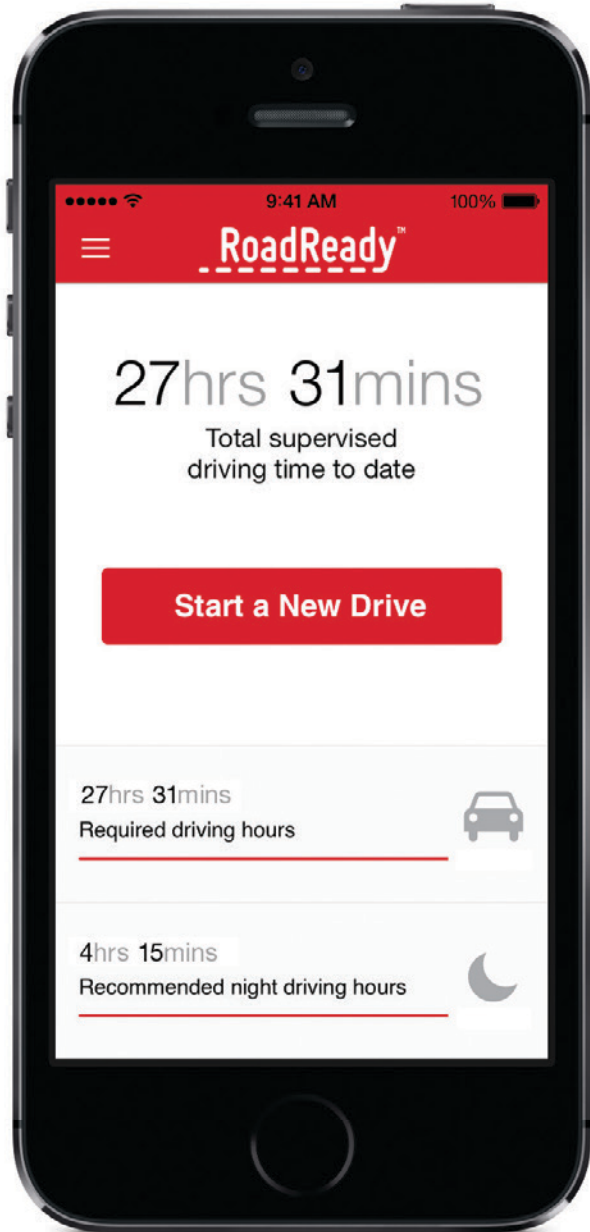 9:41 AM
100%
RoadReady™
27hrs 31mins
Total supervised
driving time to date
Start a New Drive
27hrs 31mins
Required driving hours
4hrs 15mins
Recommended night driving hours